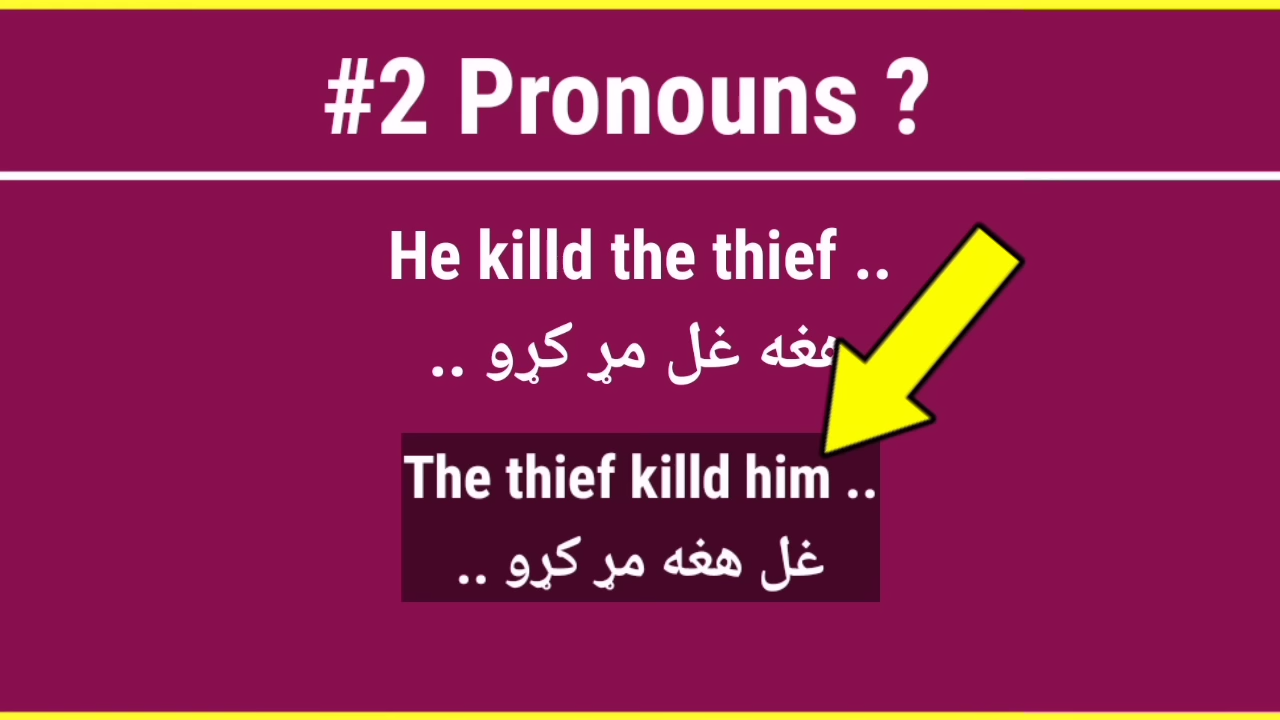 #2 Pronouns ?
He killd the thief ..
هغه غل مړ کړو ..
The thief killd him ..
غل هغه مړ کړو ..